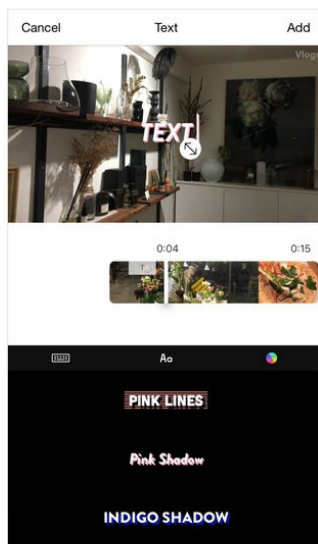 Cancel Text Add
Vlog
TEXT
0:04 0:15
T
Aa
PINK LINES
Pink Shadow
INDIGO SHADOW